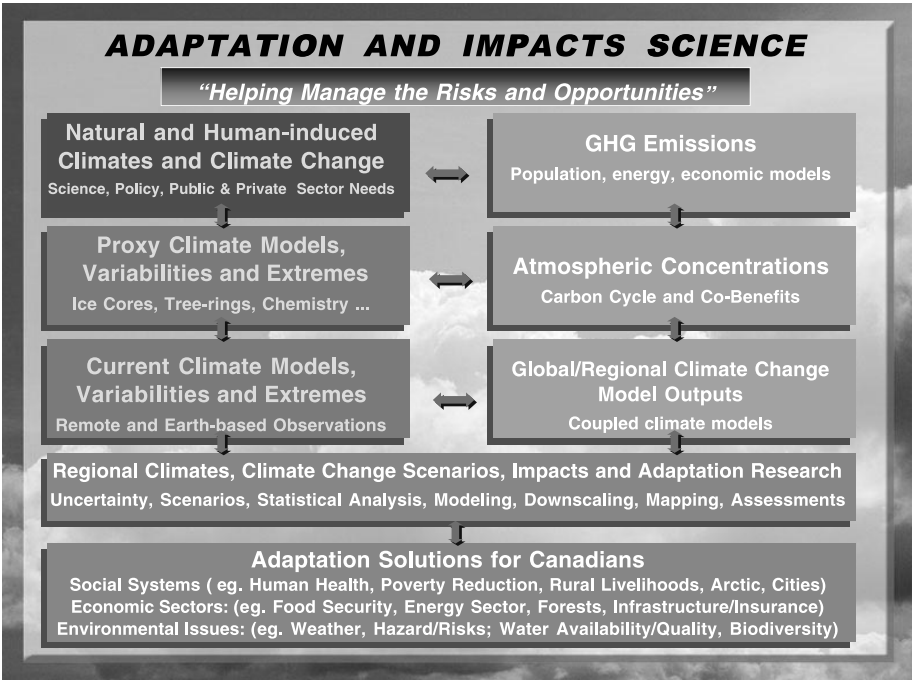 ADAPTATION AND IMPACTS SCIENCE
“Helping Manage the Risks and Opportunities”
Natural and Human-induced
Climates and Climate Change
Science, Policy, Public & Private Sector Needs
GHG Emissions
Population, energy, economic models
Proxy Climate Models,
Variabilities and Extremes
Ice Cores, Tree-rings, Chemistry ...
Atmospheric Concentrations
Carbon Cycle and Co-Benefits
Current Climate Models,
Variabilities and Extremes
Remote and Earth-based Observations
Global/Regional Climate Change
Model Outputs
Coupled climate models
Regional Climates, Climate Change Scenarios, Impacts and Adaptation Research
Uncertainty, Scenarios, Statistical Analysis, Modeling, Downscaling, Mapping, Assessments
Adaptation Solutions for Canadians
Social Systems ( eg. Human Health, Poverty Reduction, Rural Livelihoods, Arctic, Cities)
Economic Sectors: (eg. Food Security, Energy Sector, Forests, Infrastructure/Insurance)
Environmental Issues: (eg. Weather, Hazard/Risks; Water Availability/Quality, Biodiversity)